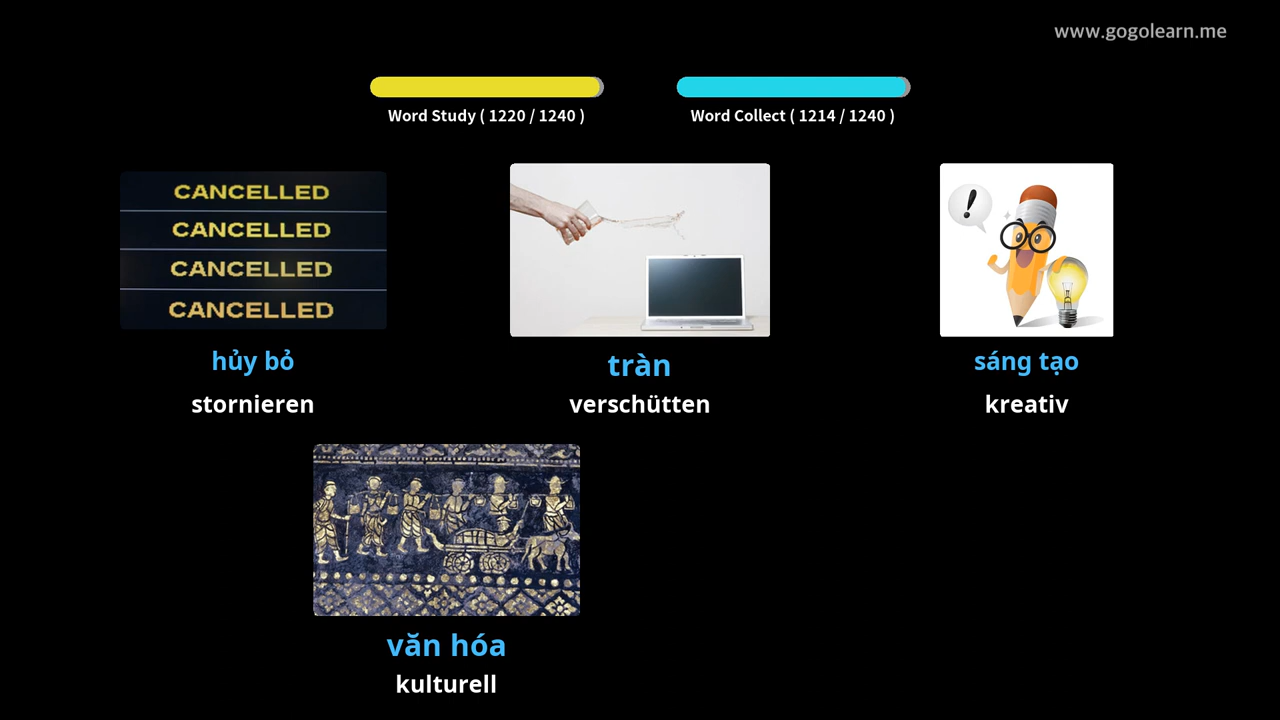 www.gogolearn.me
Word Study ( 1220 / 1240 )
Word Collect ( 1214 / 1240 )
CANCELLED
CANCELLED
CANCELLED
CANCELLED
hủy bỏ
stornieren
tràn
verschütten
!
sáng tạo
kreativ
văn hóa
kulturell